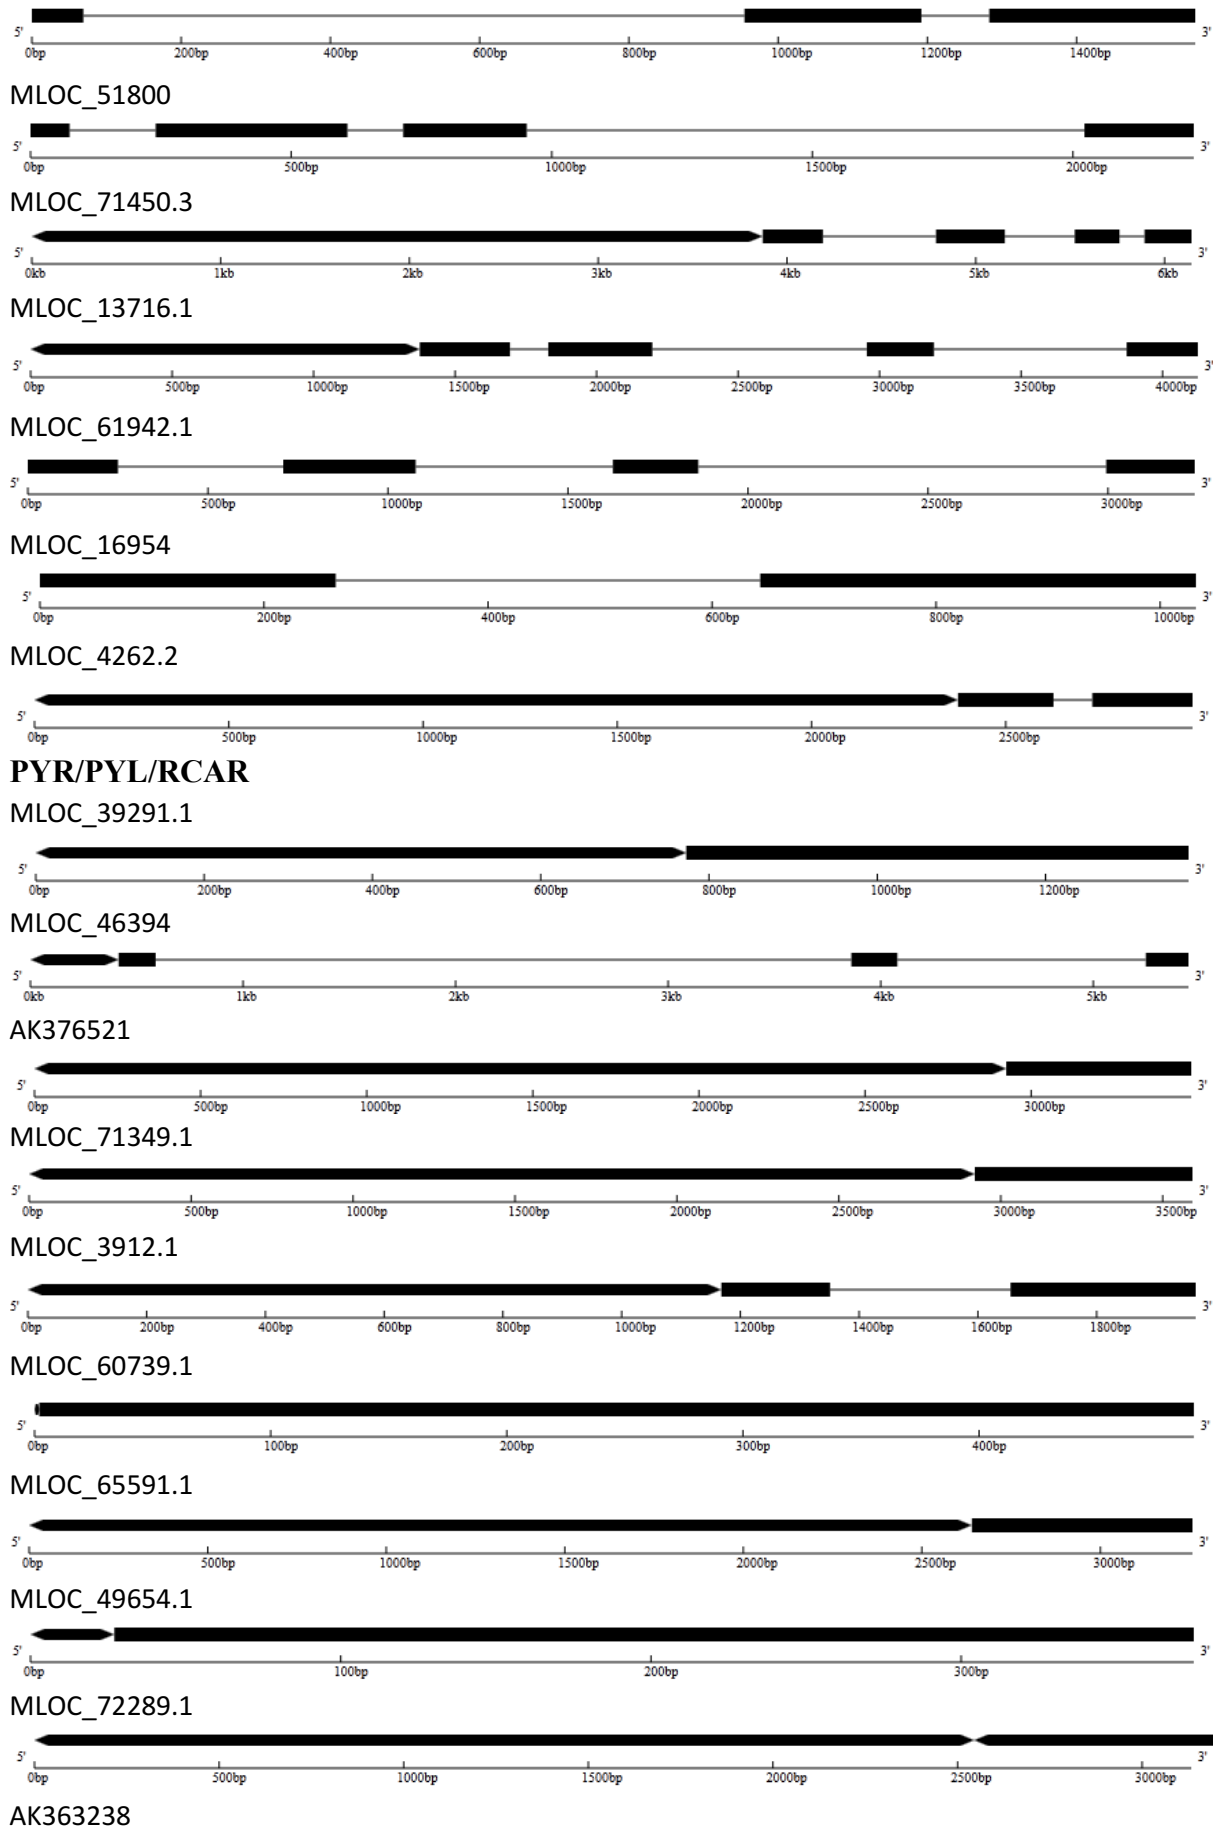 5' 3'
0bp 200bp 400bp 600bp 800bp 1000bp 1200bp 1400bp
MLOC_51800
5' 3'
0bp 500bp 1000bp 1500bp 2000bp
MLOC_71450.3
5' 3'
0kb 1kb 2kb 3kb 4kb 5kb 6kb
MLOC_13716.1
5' 3'
0bp 500bp 1000bp 1500bp 2000bp 2500bp 3000bp 3500bp 4000bp
MLOC_61942.1
5' 3'
0bp 500bp 1000bp 1500bp 2000bp 2500bp 3000bp
MLOC_16954
5' 3'
0bp 200bp 400bp 600bp 800bp 1000bp
MLOC_4262.2
5' 3'
0bp 500bp 1000bp 1500bp 2000bp 2500bp
PYR/PYL/RCAR
MLOC_39291.1
5' 3'
0bp 200bp 400bp 600bp 800bp 1000bp 1200bp
MLOC_46394
5' 3'
0kb 1kb 2kb 3kb 4kb 5kb
AK376521
5' 3'
0bp 500bp 1000bp 1500bp 2000bp 2500bp 3000bp
MLOC_71349.1
5' 3'
0bp 500bp 1000bp 1500bp 2000bp 2500bp 3000bp 3500bp
MLOC_3912.1
5' 3'
0bp 200bp 400bp 600bp 800bp 1000bp 1200bp 1400bp 1600bp 1800bp
MLOC_60739.1
5' 3'
0bp 100bp 200bp 300bp 400bp
MLOC_65591.1
5' 3'
0bp 500bp 1000bp 1500bp 2000bp 2500bp 3000bp
MLOC_49654.1
5' 3'
0bp 100bp 200bp 300bp
MLOC_72289.1
5' 3'
0bp 500bp 1000bp 1500bp 2000bp 2500bp 3000bp
AK363238